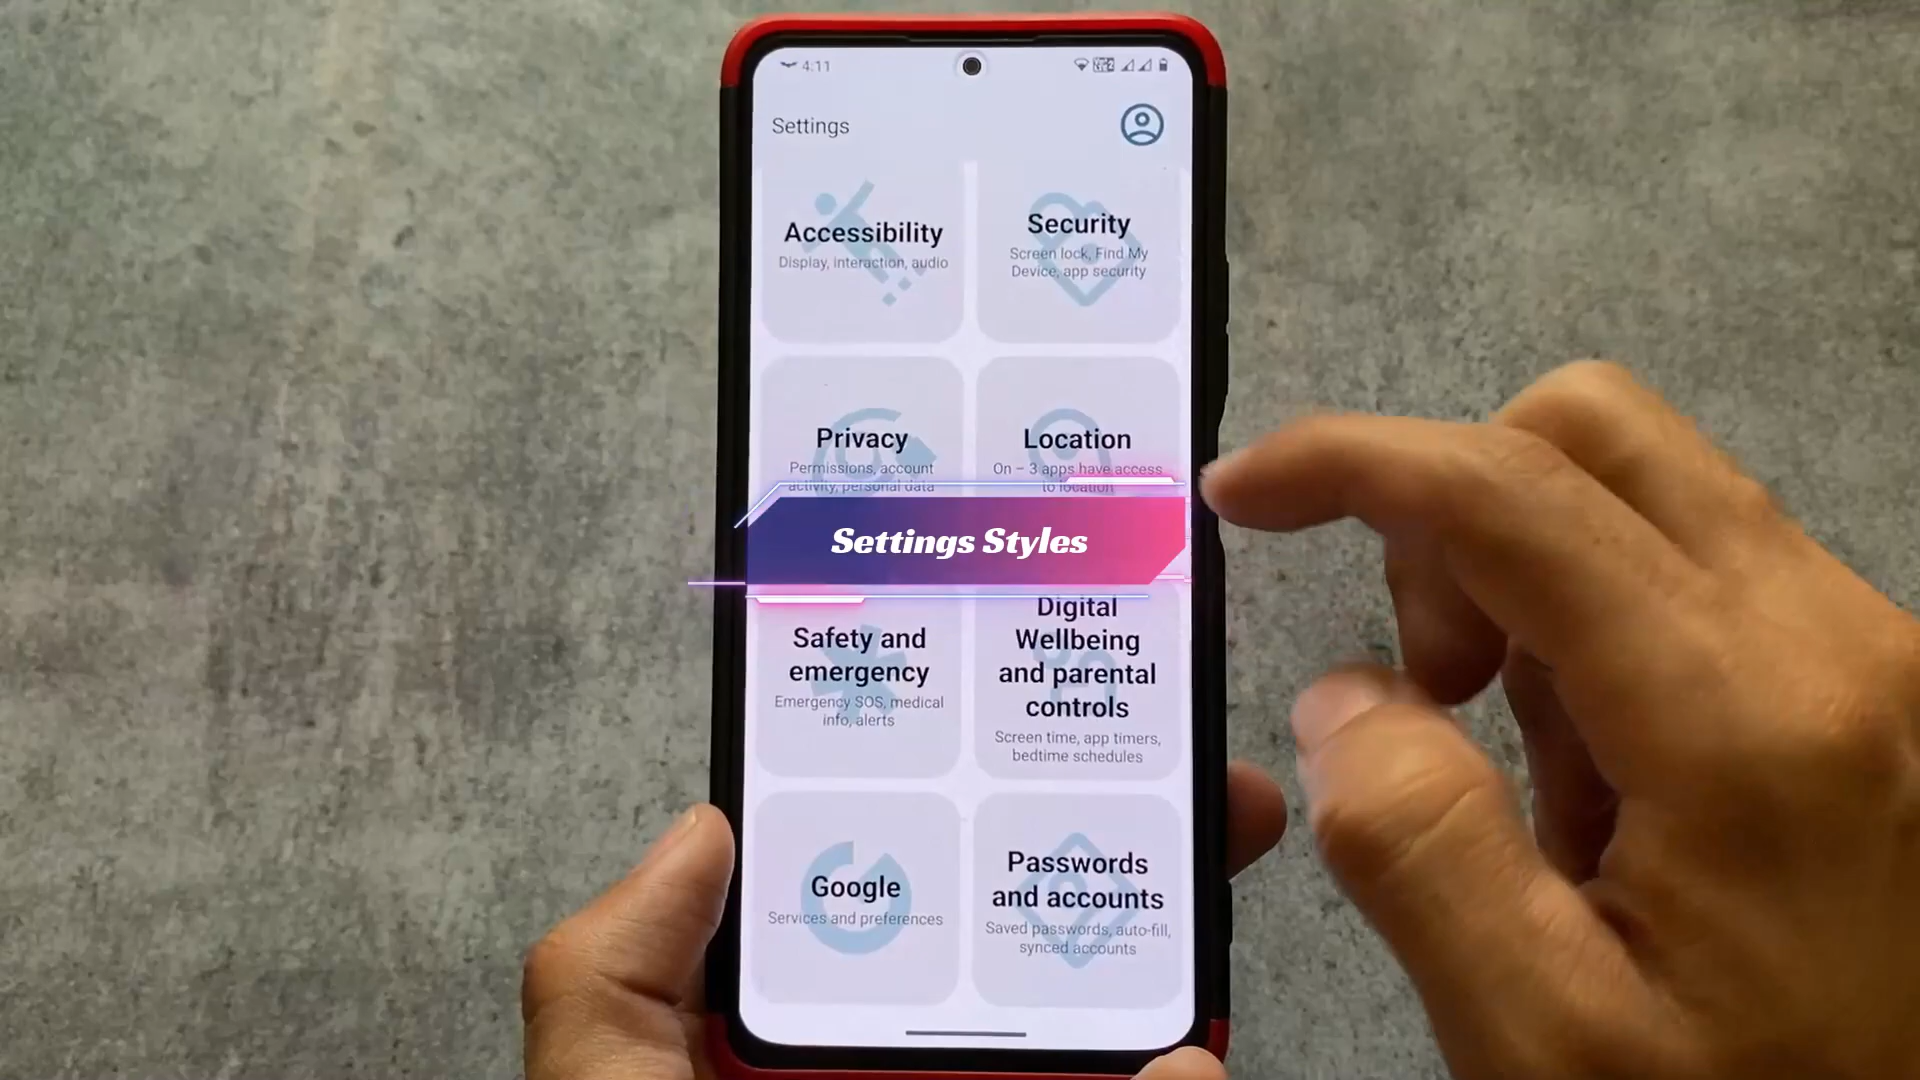 4:11
Settings
Accessibility
Display, interaction, audio
Security
Screen lock, Find My
Device, app security
Privacy
Permissions, account
activity, personal data
Location
On – 3 apps have access
to location
Settings Styles
Safety and
emergency
Emergency SOS, medical
info, alerts
Digital
Wellbeing
and parental
controls
Screen time, app timers,
bedtime schedules
Google
Services and preferences
Passwords
and accounts
Saved passwords, auto-fill,
synced accounts